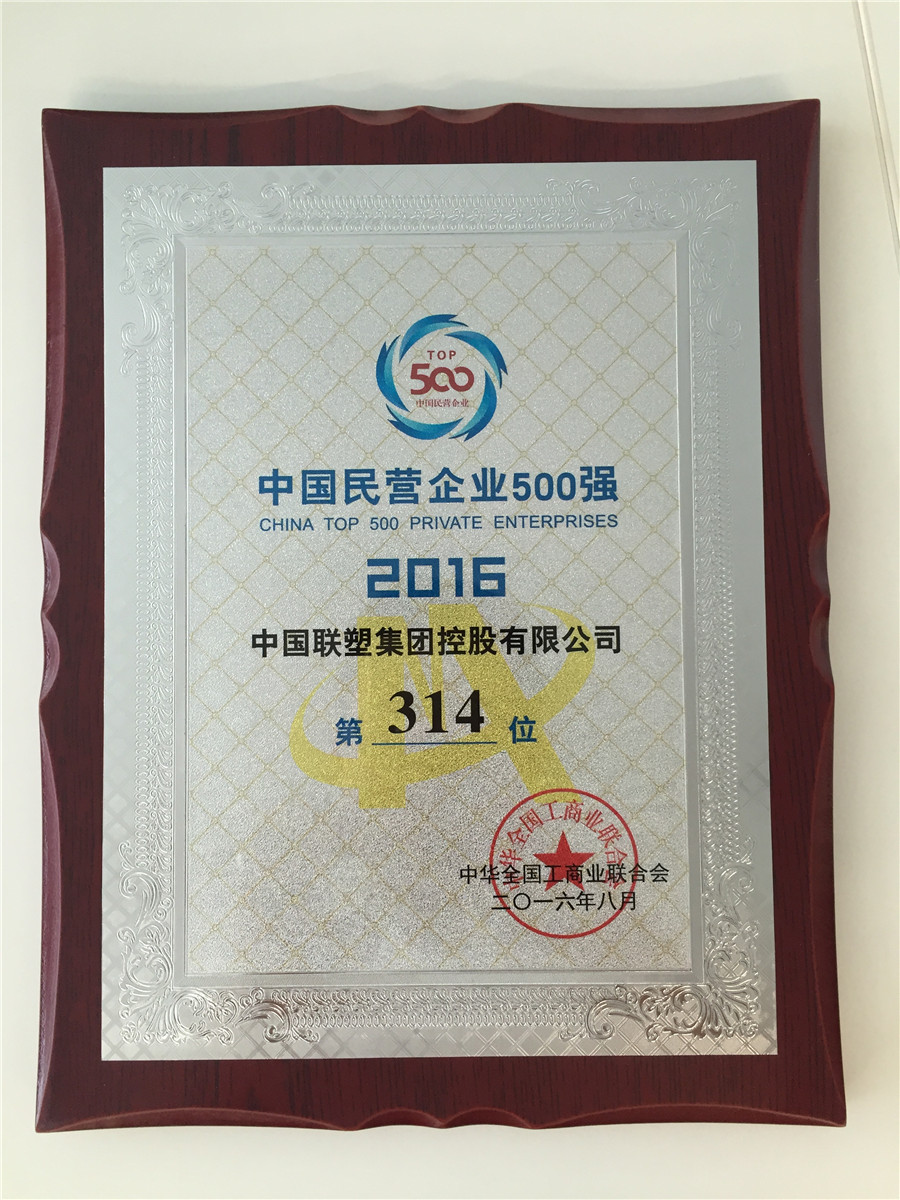 TOP
500
中国民营企业
中国民营企业500强
CHINA TOP 500 PRIVATE ENTERPRISES
2016
中国联塑集团控股有限公司
第 314 位
中华全国工商业联合会
中华全国工商业联合会
二〇一六年八月